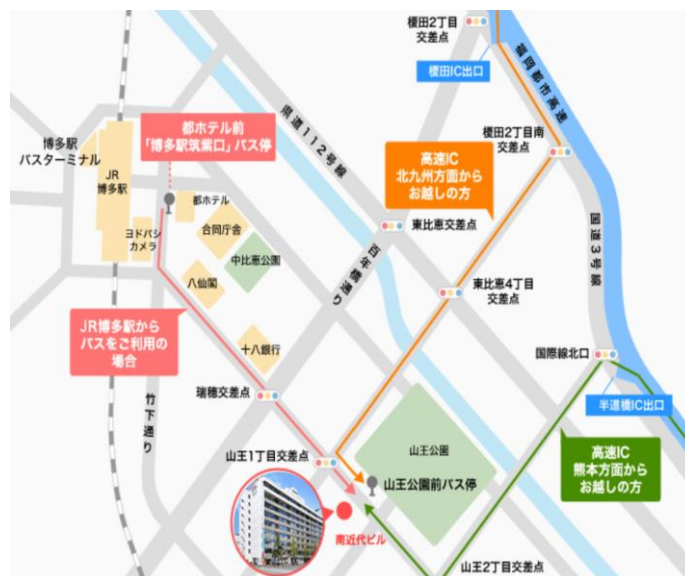 榎田2丁目
交差点
榎田IC出口
福岡都市高速
県道112号線
都ホテル前
「博多駅筑紫口」バス停
榎田2丁目南
交差点
博多駅
バスターミナル
JR
博多駅
高速IC
北九州方面から
お越しの方
都ホテル
合同庁舎
ヨドバシ
カメラ
中比恵公園
東比恵交差点
百年橋通り
国道3号線
八仙閣
東比恵4丁目
交差点
JR博多駅から
バスをご利用の
場合
十八銀行
国際線北口
瑞穂交差点
半道橋IC出口
竹下通り
山王1丁目交差点
山王公園
高速IC
熊本方面から
お越しの方
山王公園前バス停
南近代ビル
山王2丁目交差点